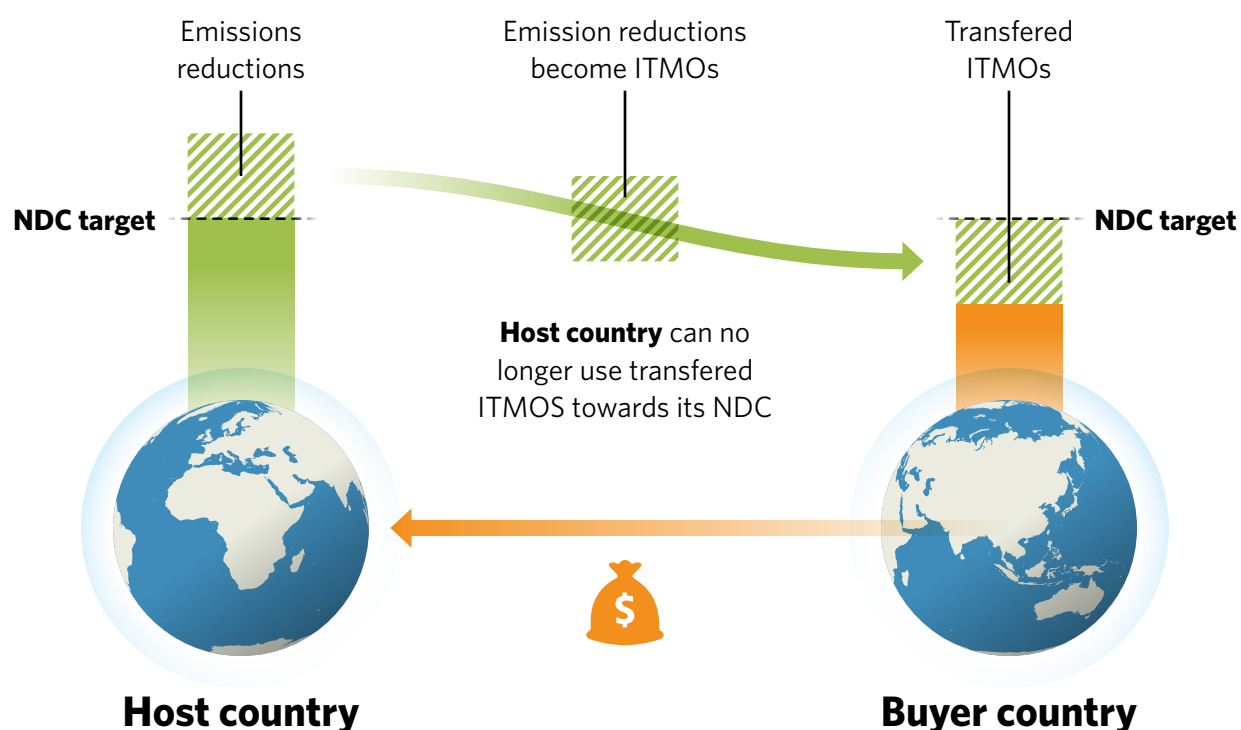 Emissions
reductions
Emission reductions
become ITMOs
Transfered
ITMOs
NDC target
NDC target
Host country can no
longer use transfered
ITMOS towards its NDC
$
Host country
Buyer country